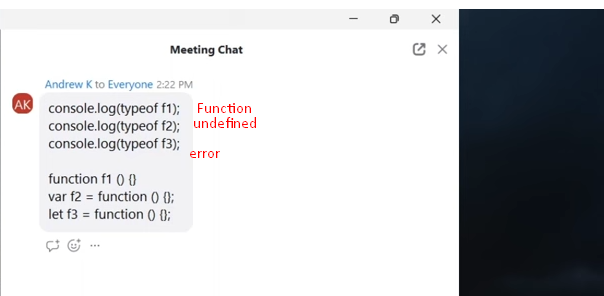 Meeting Chat
Andrew K to Everyone 2:22 PM
AK
console.log(typeof f1); Function
console.log(typeof f2); undefined
console.log(typeof f3);
error
function f1 () {}
var f2 = function () {};
let f3 = function () {};